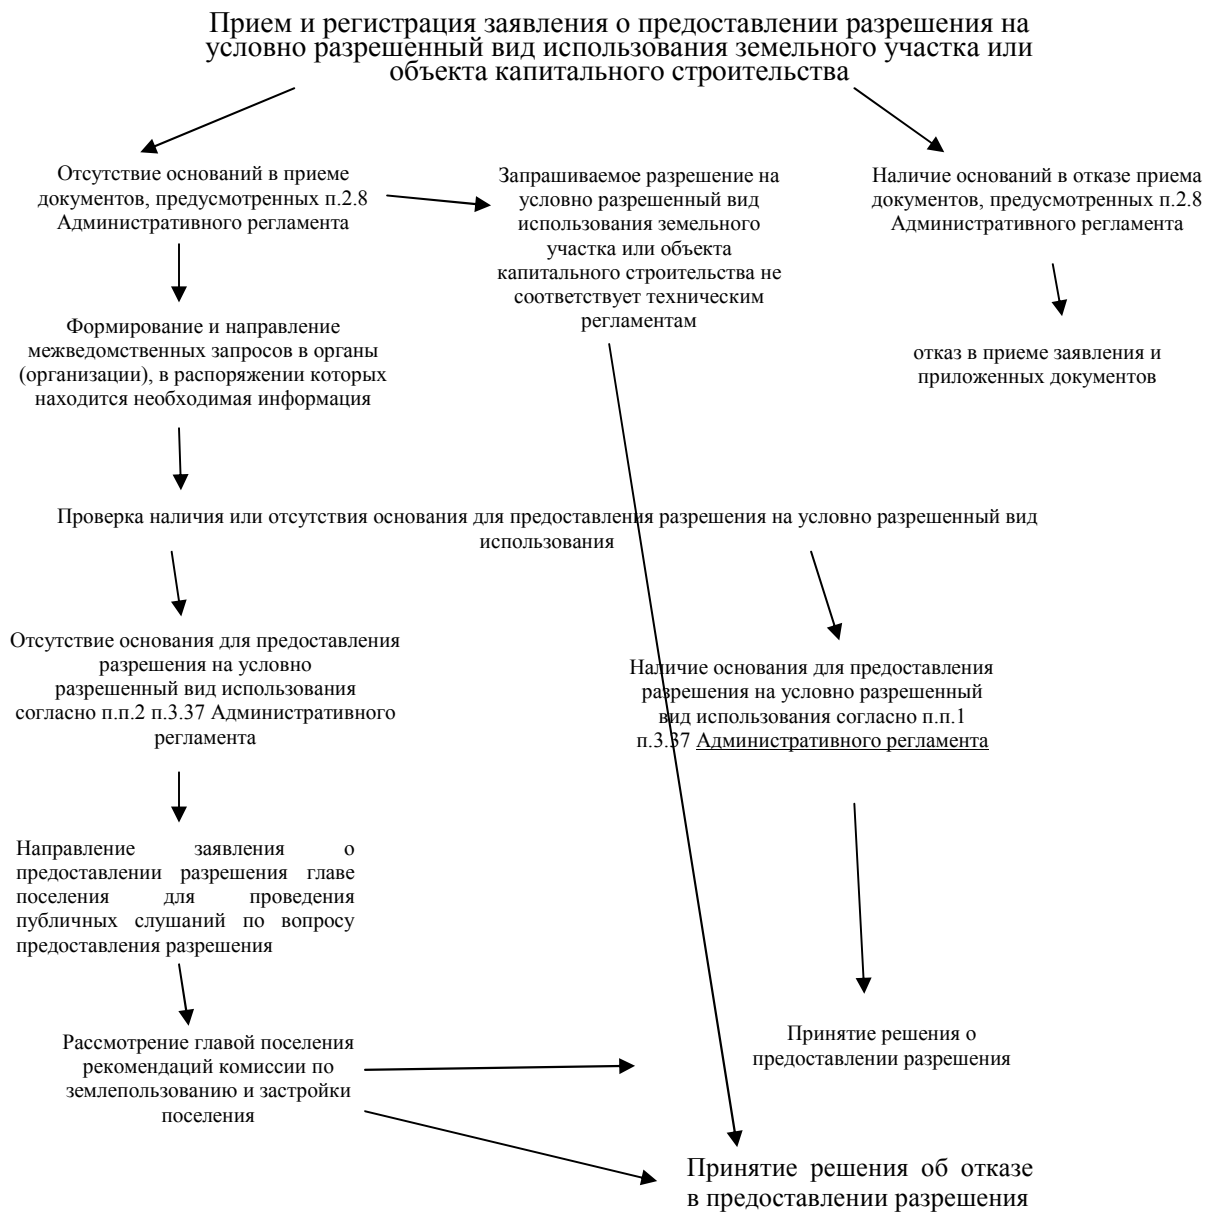 Прием и регистрация заявления о предоставлении разрешения на
условно разрешенный вид использования земельного участка или
объекта капитального строительства
Отсутствие оснований в приеме
документов, предусмотренных п.2.8
Административного регламента
Запрашиваемое разрешение на
условно разрешенный вид
использования земельного
участка или объекта
капитального строительства не
соответствует техническим
регламентам
Наличие оснований в отказе приема
документов, предусмотренных п.2.8
Административного регламента
Формирование и направление
межведомственных запросов в органы
(организации), в распоряжении которых
находится необходимая информация
отказ в приеме заявления и
приложенных документов
Проверка наличия или отсутствия основания для предоставления разрешения на условно разрешенный вид
использования
Отсутствие основания для предоставления
разрешения на условно
разрешенный вид использования
согласно п.п.2 п.3.37 Административного
регламента
Наличие основания для предоставления
разрешения на условно разрешенный
вид использования согласно п.п.1
п.3.37 Административного регламента
Направление заявления о
предоставлении разрешения главе
поселения для проведения
публичных слушаний по вопросу
предоставления разрешения
Рассмотрение главой поселения
рекомендаций комиссии по
землепользованию и застройки
поселения
Принятие решения о
предоставлении разрешения
Принятие решения об отказе
в предоставлении разрешения